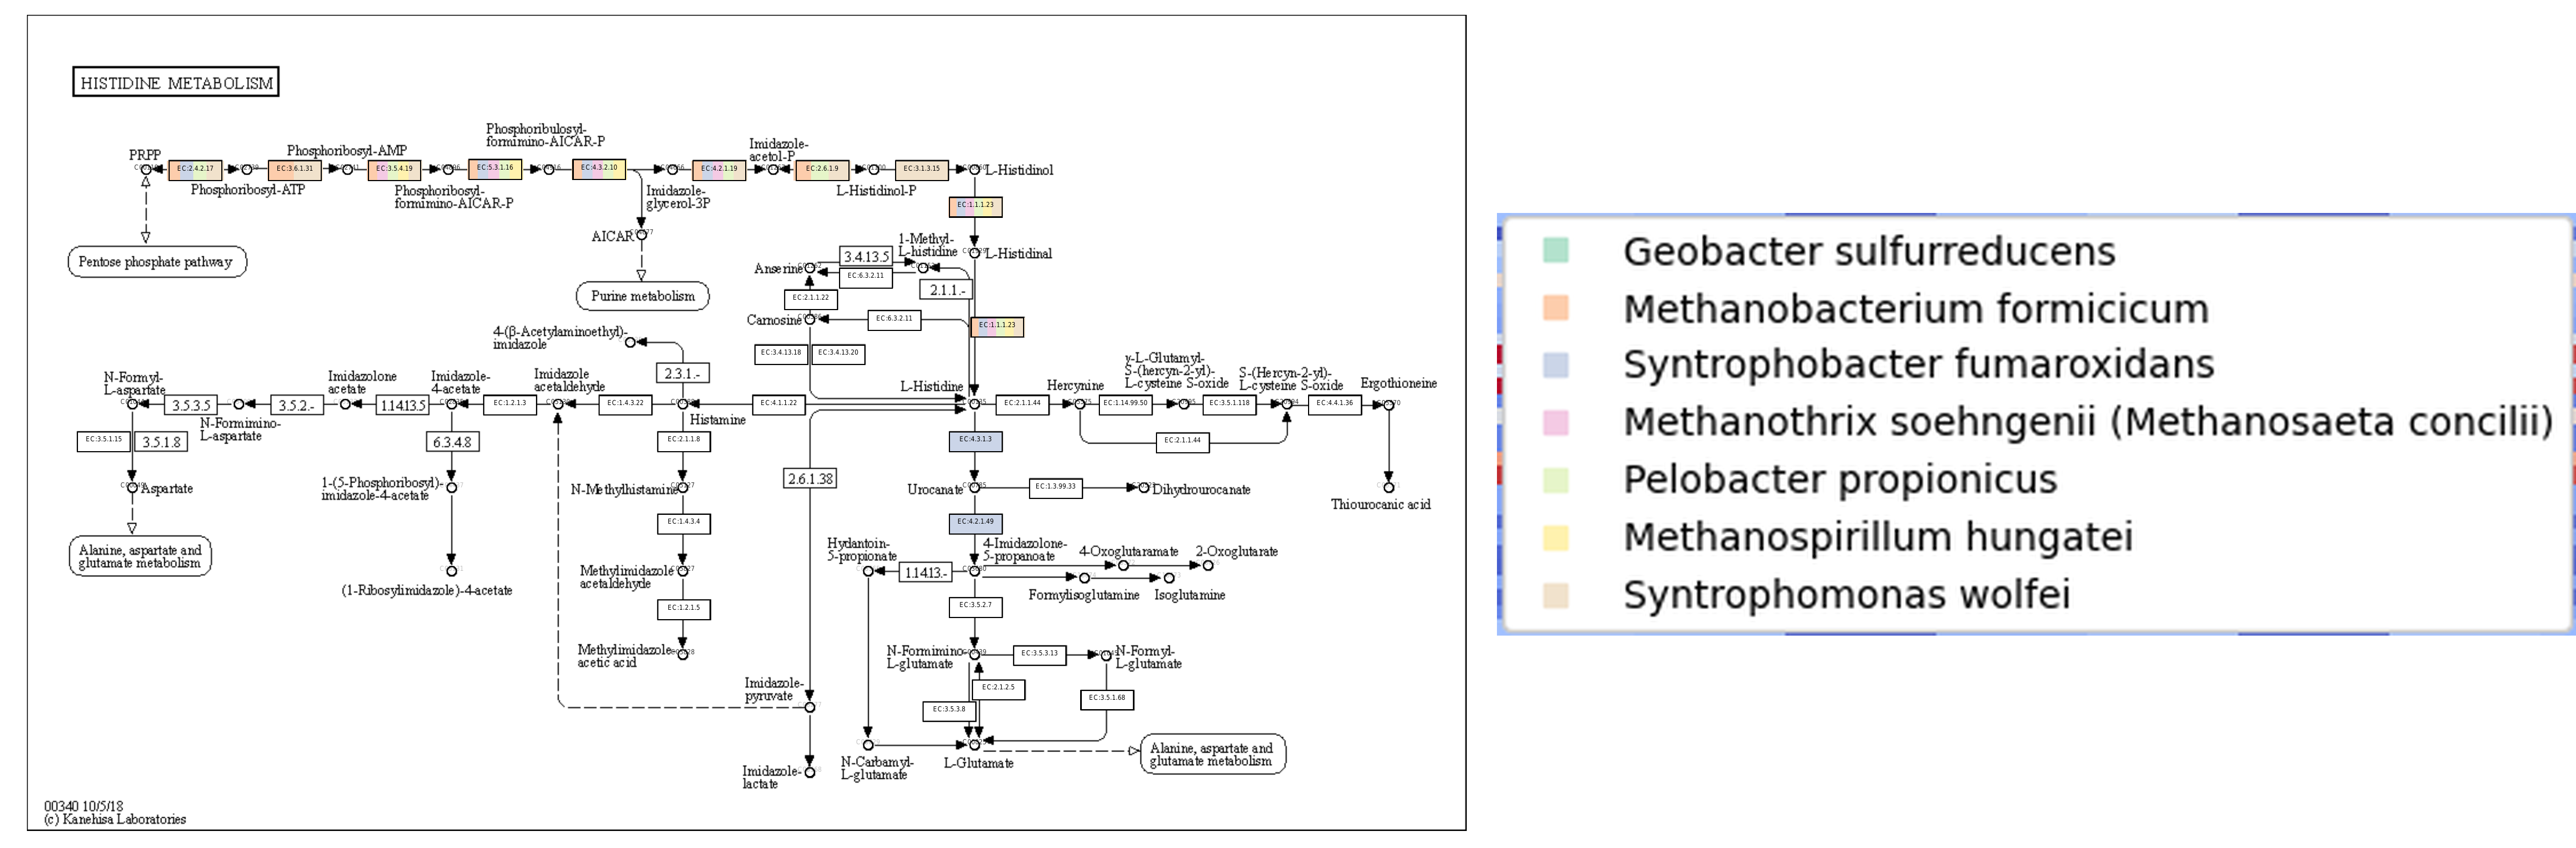 HISTIDINE METABOLISM
Phosphoribulosyl-
formimino-AICAR-P
PRPP
Phosphoribosyl-AMP
Imidazole-
acetol-P
EC:2.4.2.17
EC:3.6.1.31
EC:3.5.4.19
EC:5.3.1.16
EC:4.3.2.10
EC:4.2.1.19
EC:2.6.1.9
EC:3.1.3.15
L-Histidinol
Phosphoribosyl-ATP
Phosphoribosyl-
formimino-AICAR-P
Imidazole-
glycerol-3P
L-Histidinol-P
EC:1.1.1.23
AICAR
Pentose phosphate pathway
Purine metabolism
1-Methyl-
L-histidine
L-Histidinal
3.4.13.5
Anserine
EC:6.3.2.11
2.1.1.-
EC:2.1.1.22
Carnosine
EC:6.3.2.11
EC:1.1.1.23
4-(β-Acetylaminoethyl)-
imidazole
EC:3.4.13.18
EC:3.4.13.20
2.3.1.-
N-Formyl-
L-aspartate
Imidazolone
acetate
Imidazole-
4-acetate
Imidazole
acetaldehyde
L-Histidine
Hercynine
γ-L-Glutamyl-
S-(hercyn-2-yl)-
L-cysteine S-oxide
S-(Hercyn-2-yl)-
L-cysteine S-oxide
Ergothioneine
3.5.3.5
3.5.2.-
1.14.13.5
EC:1.2.1.3
EC:1.4.3.22
EC:4.1.1.22
EC:2.1.1.44
EC:1.14.99.50
EC:3.5.1.118
EC:4.4.1.36
N-Formimino-
L-aspartate
Histamine
EC:3.5.1.15
3.5.1.8
6.3.4.8
EC:2.1.1.8
EC:4.3.1.3
EC:2.1.1.44
2.6.1.38
Aspartate
1-(5-Phosphoribosyl)-
imidazole-4-acetate
N-Methylhistamine
Urocanate
EC:1.3.99.33
Dihydrourocanate
Thiourocanic acid
EC:1.4.3.4
EC:4.2.1.49
Alanine, aspartate and
glutamate metabolism
Hydantoin-
5-propionate
4-Imidazolone-
5-propanoate
4-Oxoglutaramate
2-Oxoglutarate
Methylimidazole
acetaldehyde
1.14.13.-
(1-Ribosylimidazole)-4-acetate
Formylisoglutamine
Isoglutamine
EC:1.2.1.5
EC:3.5.2.7
Methylimidazole
acetic acid
N-Formimino-
L-glutamate
EC:3.5.3.13
N-Formyl-
L-glutamate
Imidazole-
pyruvate
EC:2.1.2.5
EC:3.5.3.8
EC:3.5.1.68
N-Carbamyl-
L-glutamate
L-Glutamate
Alanine, aspartate and
glutamate metabolism
Imidazole-
lactate
00340 10/5/18
(c) Kanehisa Laboratories
Geobacter sulfurreducens
Methanobacterium formicicum
Syntrophobacter fumaroxidans
Methanothrix soehngenii (Methanosaeta concilii)
Pelobacter propionicus
Methanospirillum hungatei
Syntrophomonas wolfei